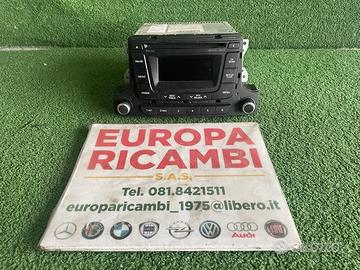 EUROPA
RICAMBI
S.A.S.
Tel. 081.8421511
europaricambi_1975@libero.it